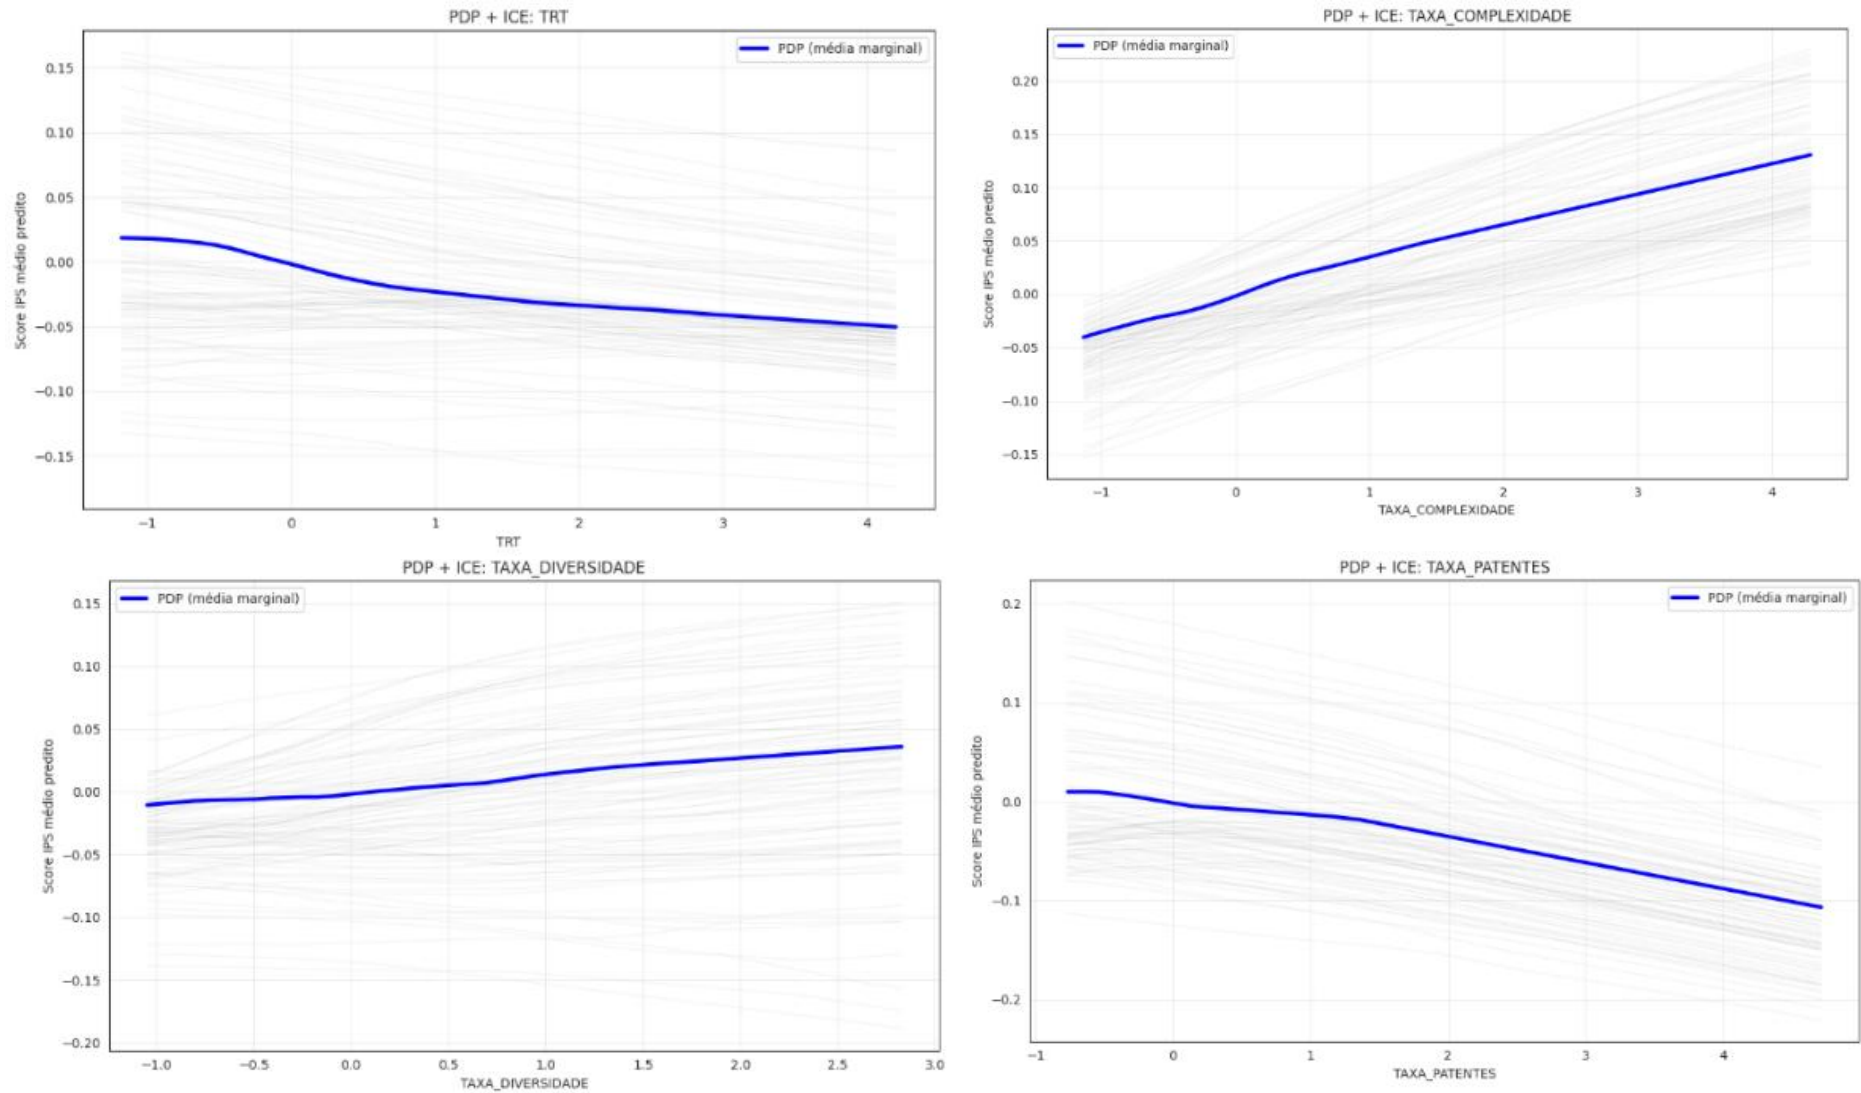 PDP + ICE: TRT
PDP (média marginal)
0.15
0.10
0.05
0.00
−0.05
−0.10
−0.15
Score IPS médio predito
−1 0 1 2 3 4
TRT
PDP + ICE: TAXA_COMPLEXIDADE
PDP (média marginal)
0.20
0.15
0.10
0.05
0.00
−0.05
−0.10
−0.15
Score IPS médio predito
−1 0 1 2 3 4
TAXA_COMPLEXIDADE
PDP + ICE: TAXA_DIVERSIDADE
PDP (média marginal)
0.15
0.10
0.05
0.00
−0.05
−0.10
−0.15
−0.20
Score IPS médio predito
−1.0 −0.5 0.0 0.5 1.0 1.5 2.0 2.5 3.0
TAXA_DIVERSIDADE
PDP + ICE: TAXA_PATENTES
PDP (média marginal)
0.2
0.1
0.0
−0.1
−0.2
Score IPS médio predito
−1 0 1 2 3 4
TAXA_PATENTES